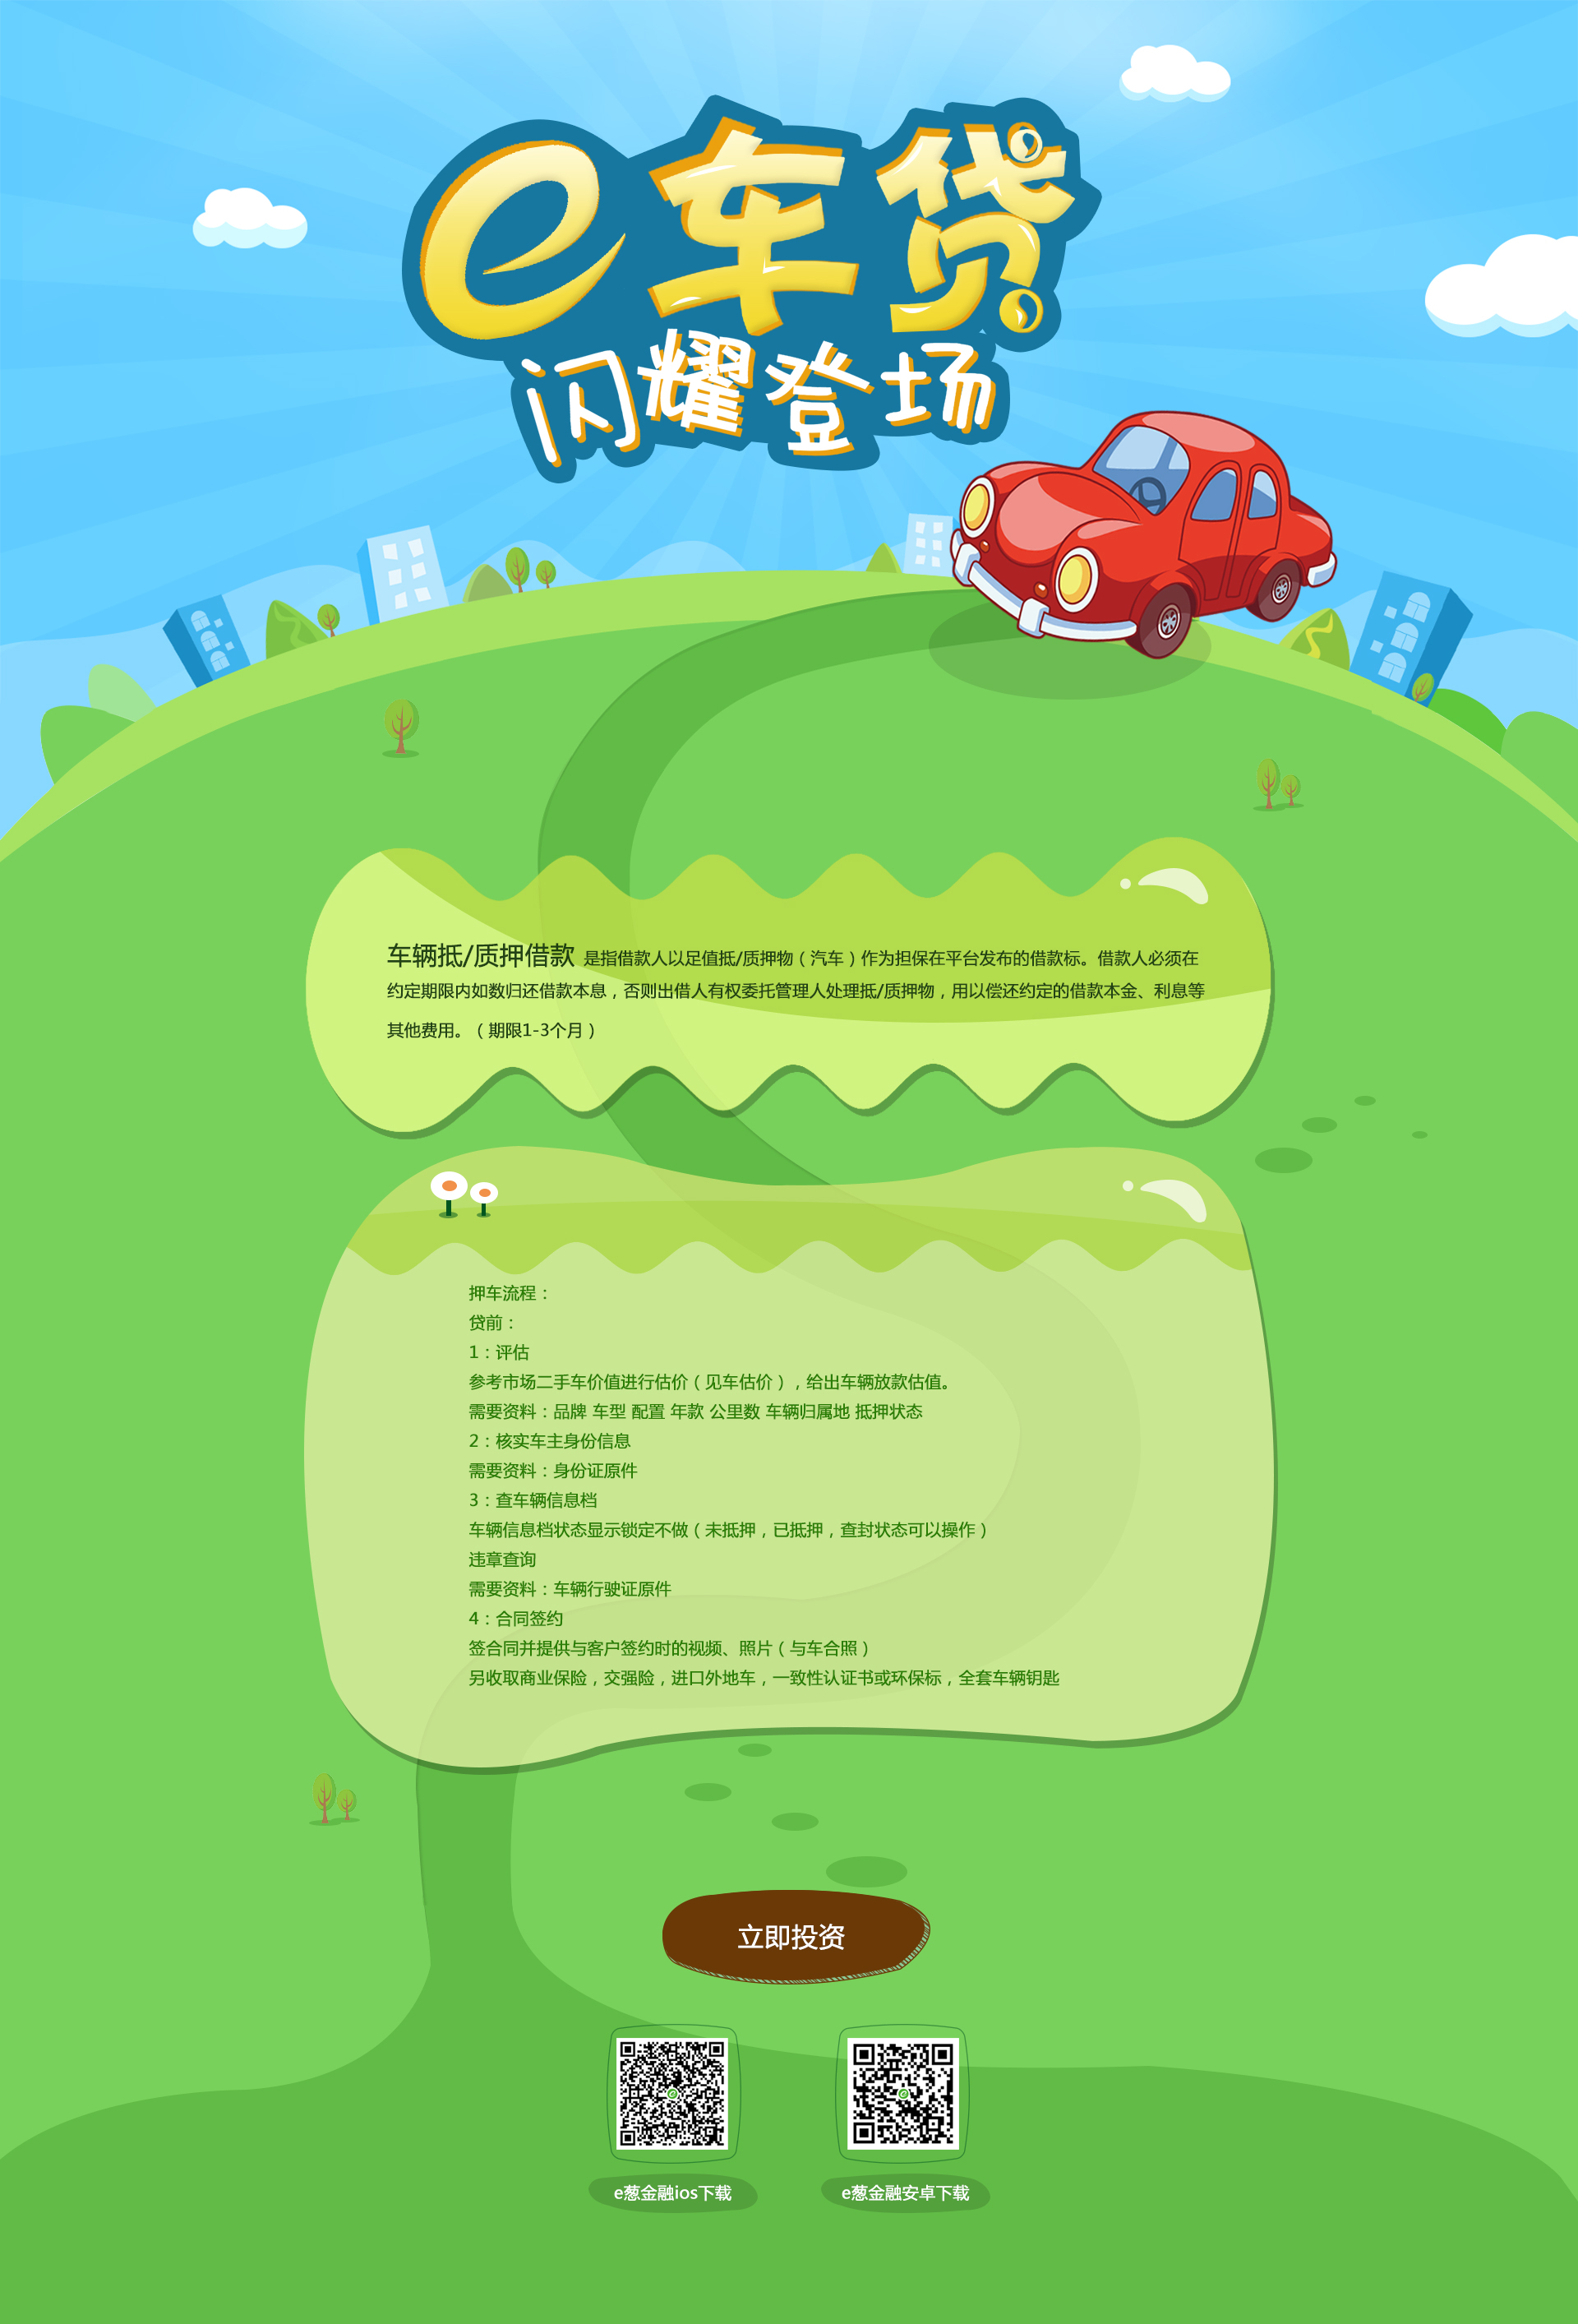 e车贷
闪耀登场
车辆抵/质押借款 是指借款人以足值抵/质押物（汽车）作为担保在平台发布的借款标。借款人必须在
约定期限内如数归还借款本息，否则出借人有权委托管理人处理抵/质押物，用以偿还约定的借款本金、利息等
其他费用。（期限1-3个月）
押车流程：
贷前：
1：评估
参考市场二手车价值进行估价（见车估价），给出车辆放款估值。
需要资料：品牌 车型 配置 年款 公里数 车辆归属地 抵押状态
2：核实车主身份信息
需要资料：身份证原件
3：查车辆信息档
车辆信息档状态显示锁定不做（未抵押，已抵押，查封状态可以操作）
违章查询
需要资料：车辆行驶证原件
4：合同签约
签合同并提供与客户签约时的视频、照片（与车合照）
另收取商业保险，交强险，进口外地车，一致性认证书或环保标，全套车辆钥匙
立即投资
e葱金融ios下载
e葱金融安卓下载